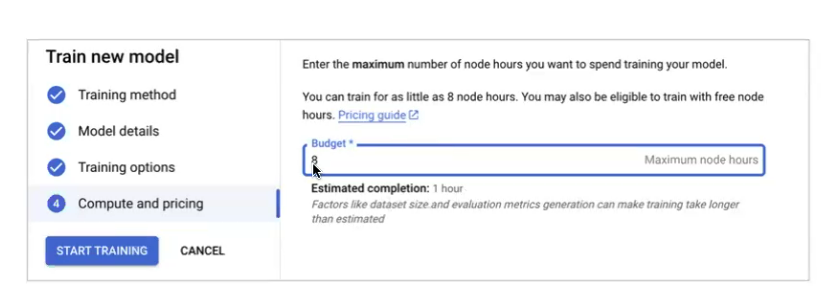 Train new model
Training method
Model details
Training options
4 Compute and pricing
START TRAINING CANCEL
Enter the maximum number of node hours you want to spend training your model.
You can train for as little as 8 node hours. You may also be eligible to train with free node
hours. Pricing guide
Budget *
8 Maximum node hours
Estimated completion: 1 hour
Factors like dataset size and evaluation metrics generation can make training take longer
than estimated